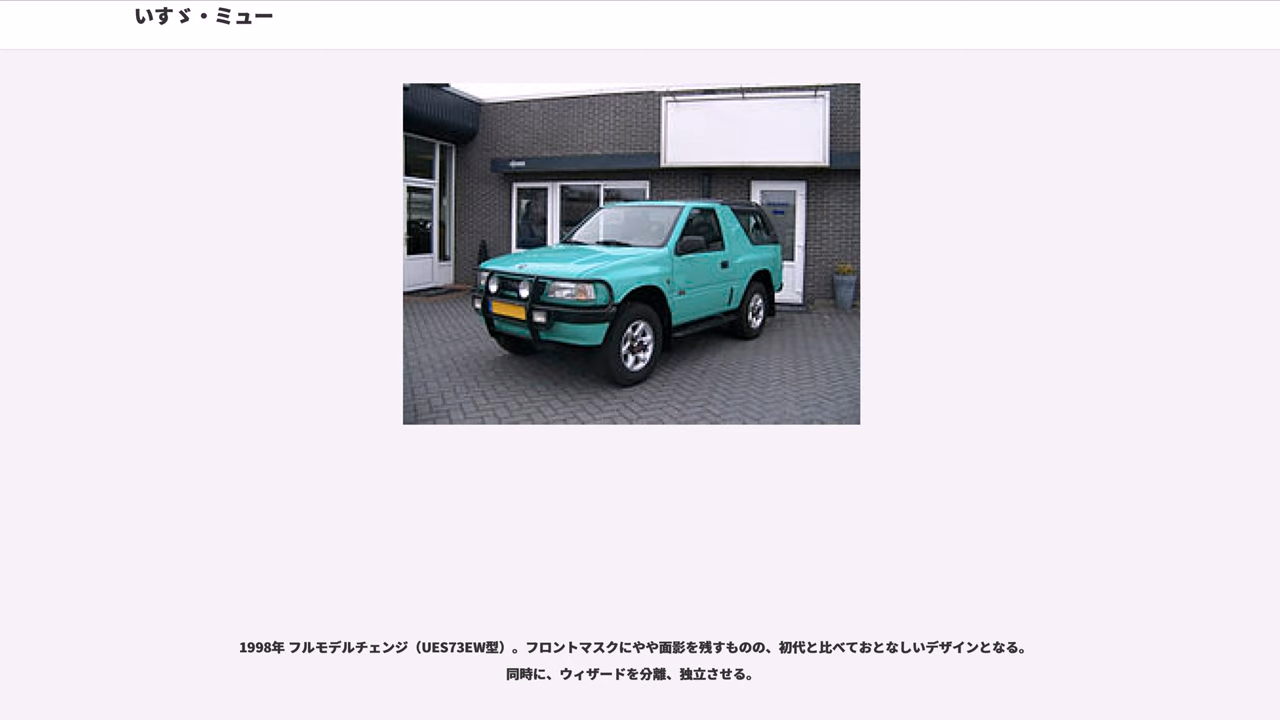 いすゞ・ミュー
1998年 フルモデルチェンジ（UES73EW型）。フロントマスクにやや面影を残すものの、初代と比べておとなしいデザインとなる。
同時に、ウィザードを分離、独立させる。